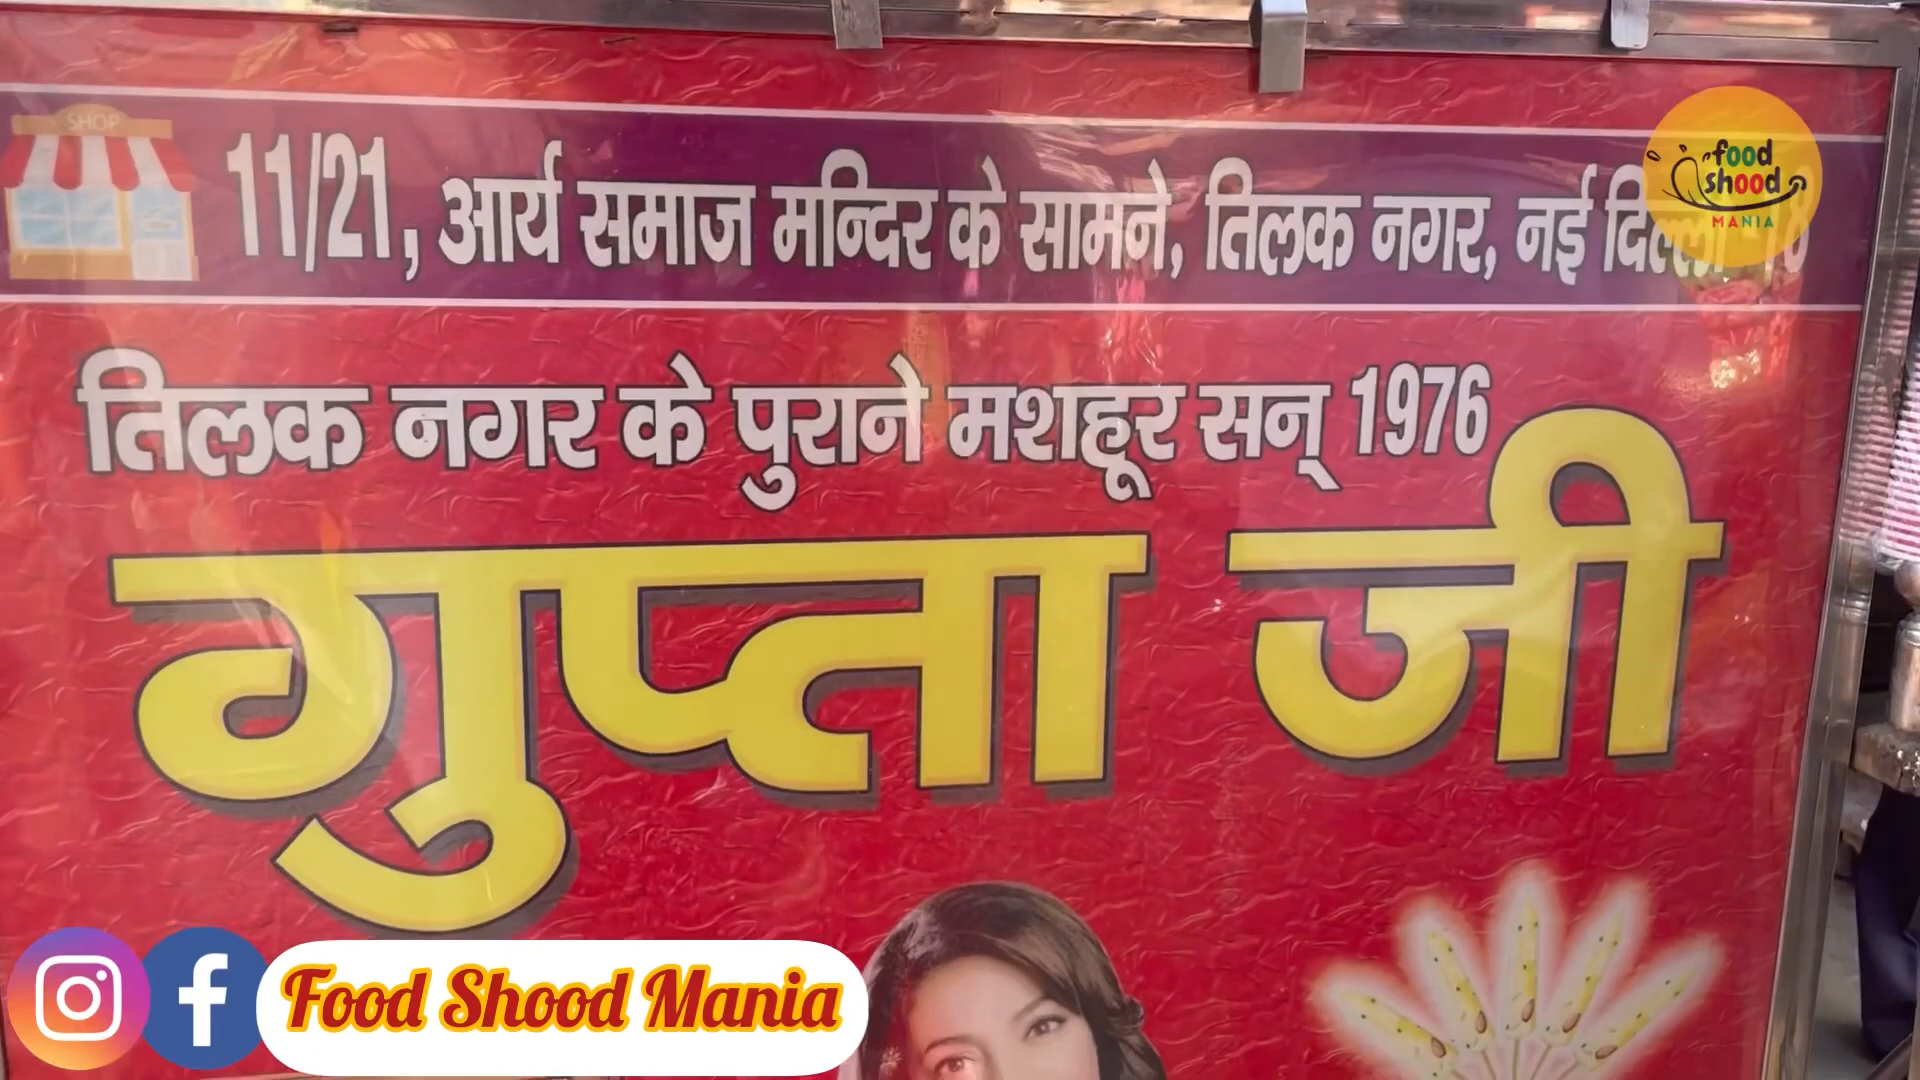 SHOP
11/21, आर्य समाज मन्दिर के सामने, तिलक नगर, नई दिल्ली -18
food
shood
MANIA
तिलक नगर के पुराने मशहूर सन् 1976
गुप्ता जी
Food Shood Mania